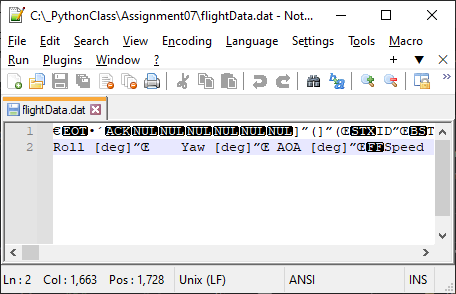 C:\_PythonClass\Assignment07\flightData.dat - Not...
File Edit Search View Encoding Language Settings Tools Macro
Run Plugins Window ? + ▼ X
flightData.dat
1 €EOT•´ACKNULNULNULNULNULNUL]”(]”(ŒSTXID”ŒBST
2 Roll [deg]”Œ Yaw [deg]”Œ AOA [deg]”ŒFFSpeed
Ln : 2 Col : 1,663 Pos : 1,728 Unix (LF) ANSI INS